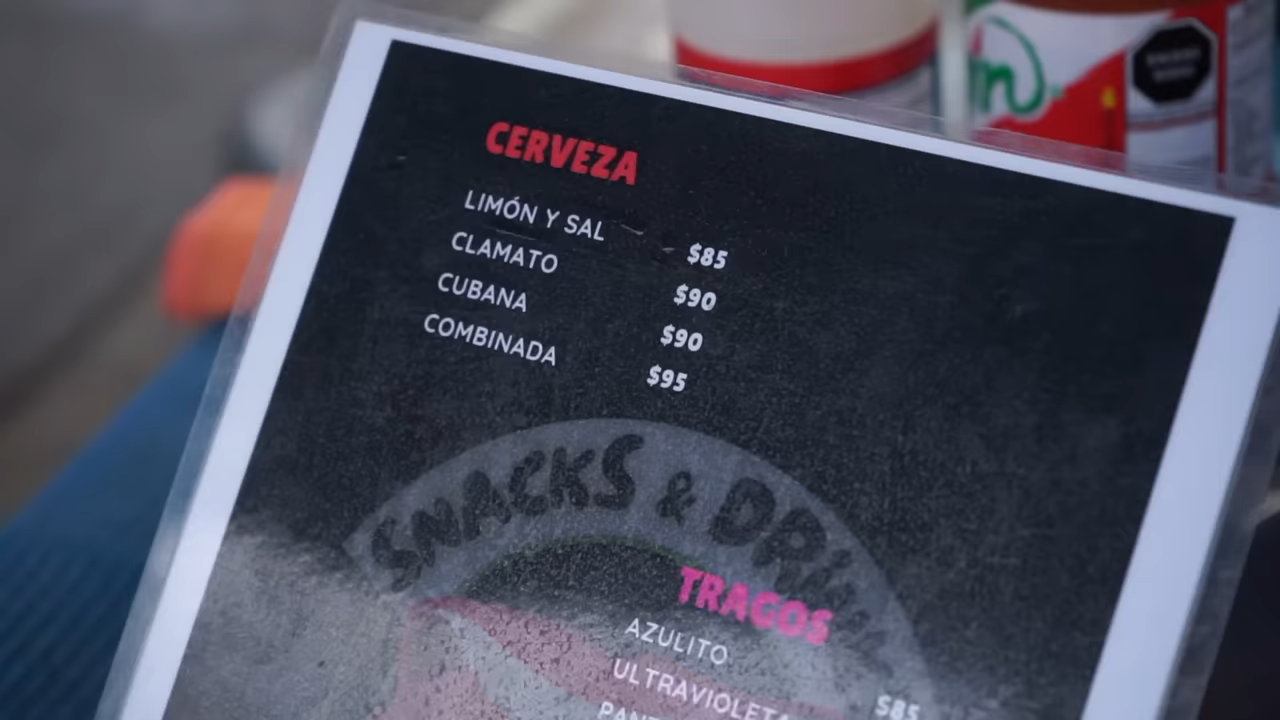 CERVEZA
LIMÓN Y SAL $85
CLAMATO $90
CUBANA $90
COMBINADA $95
SNACKS & DRINKS
TRAGOS
AZULITO $85
ULTRAVIOLETA